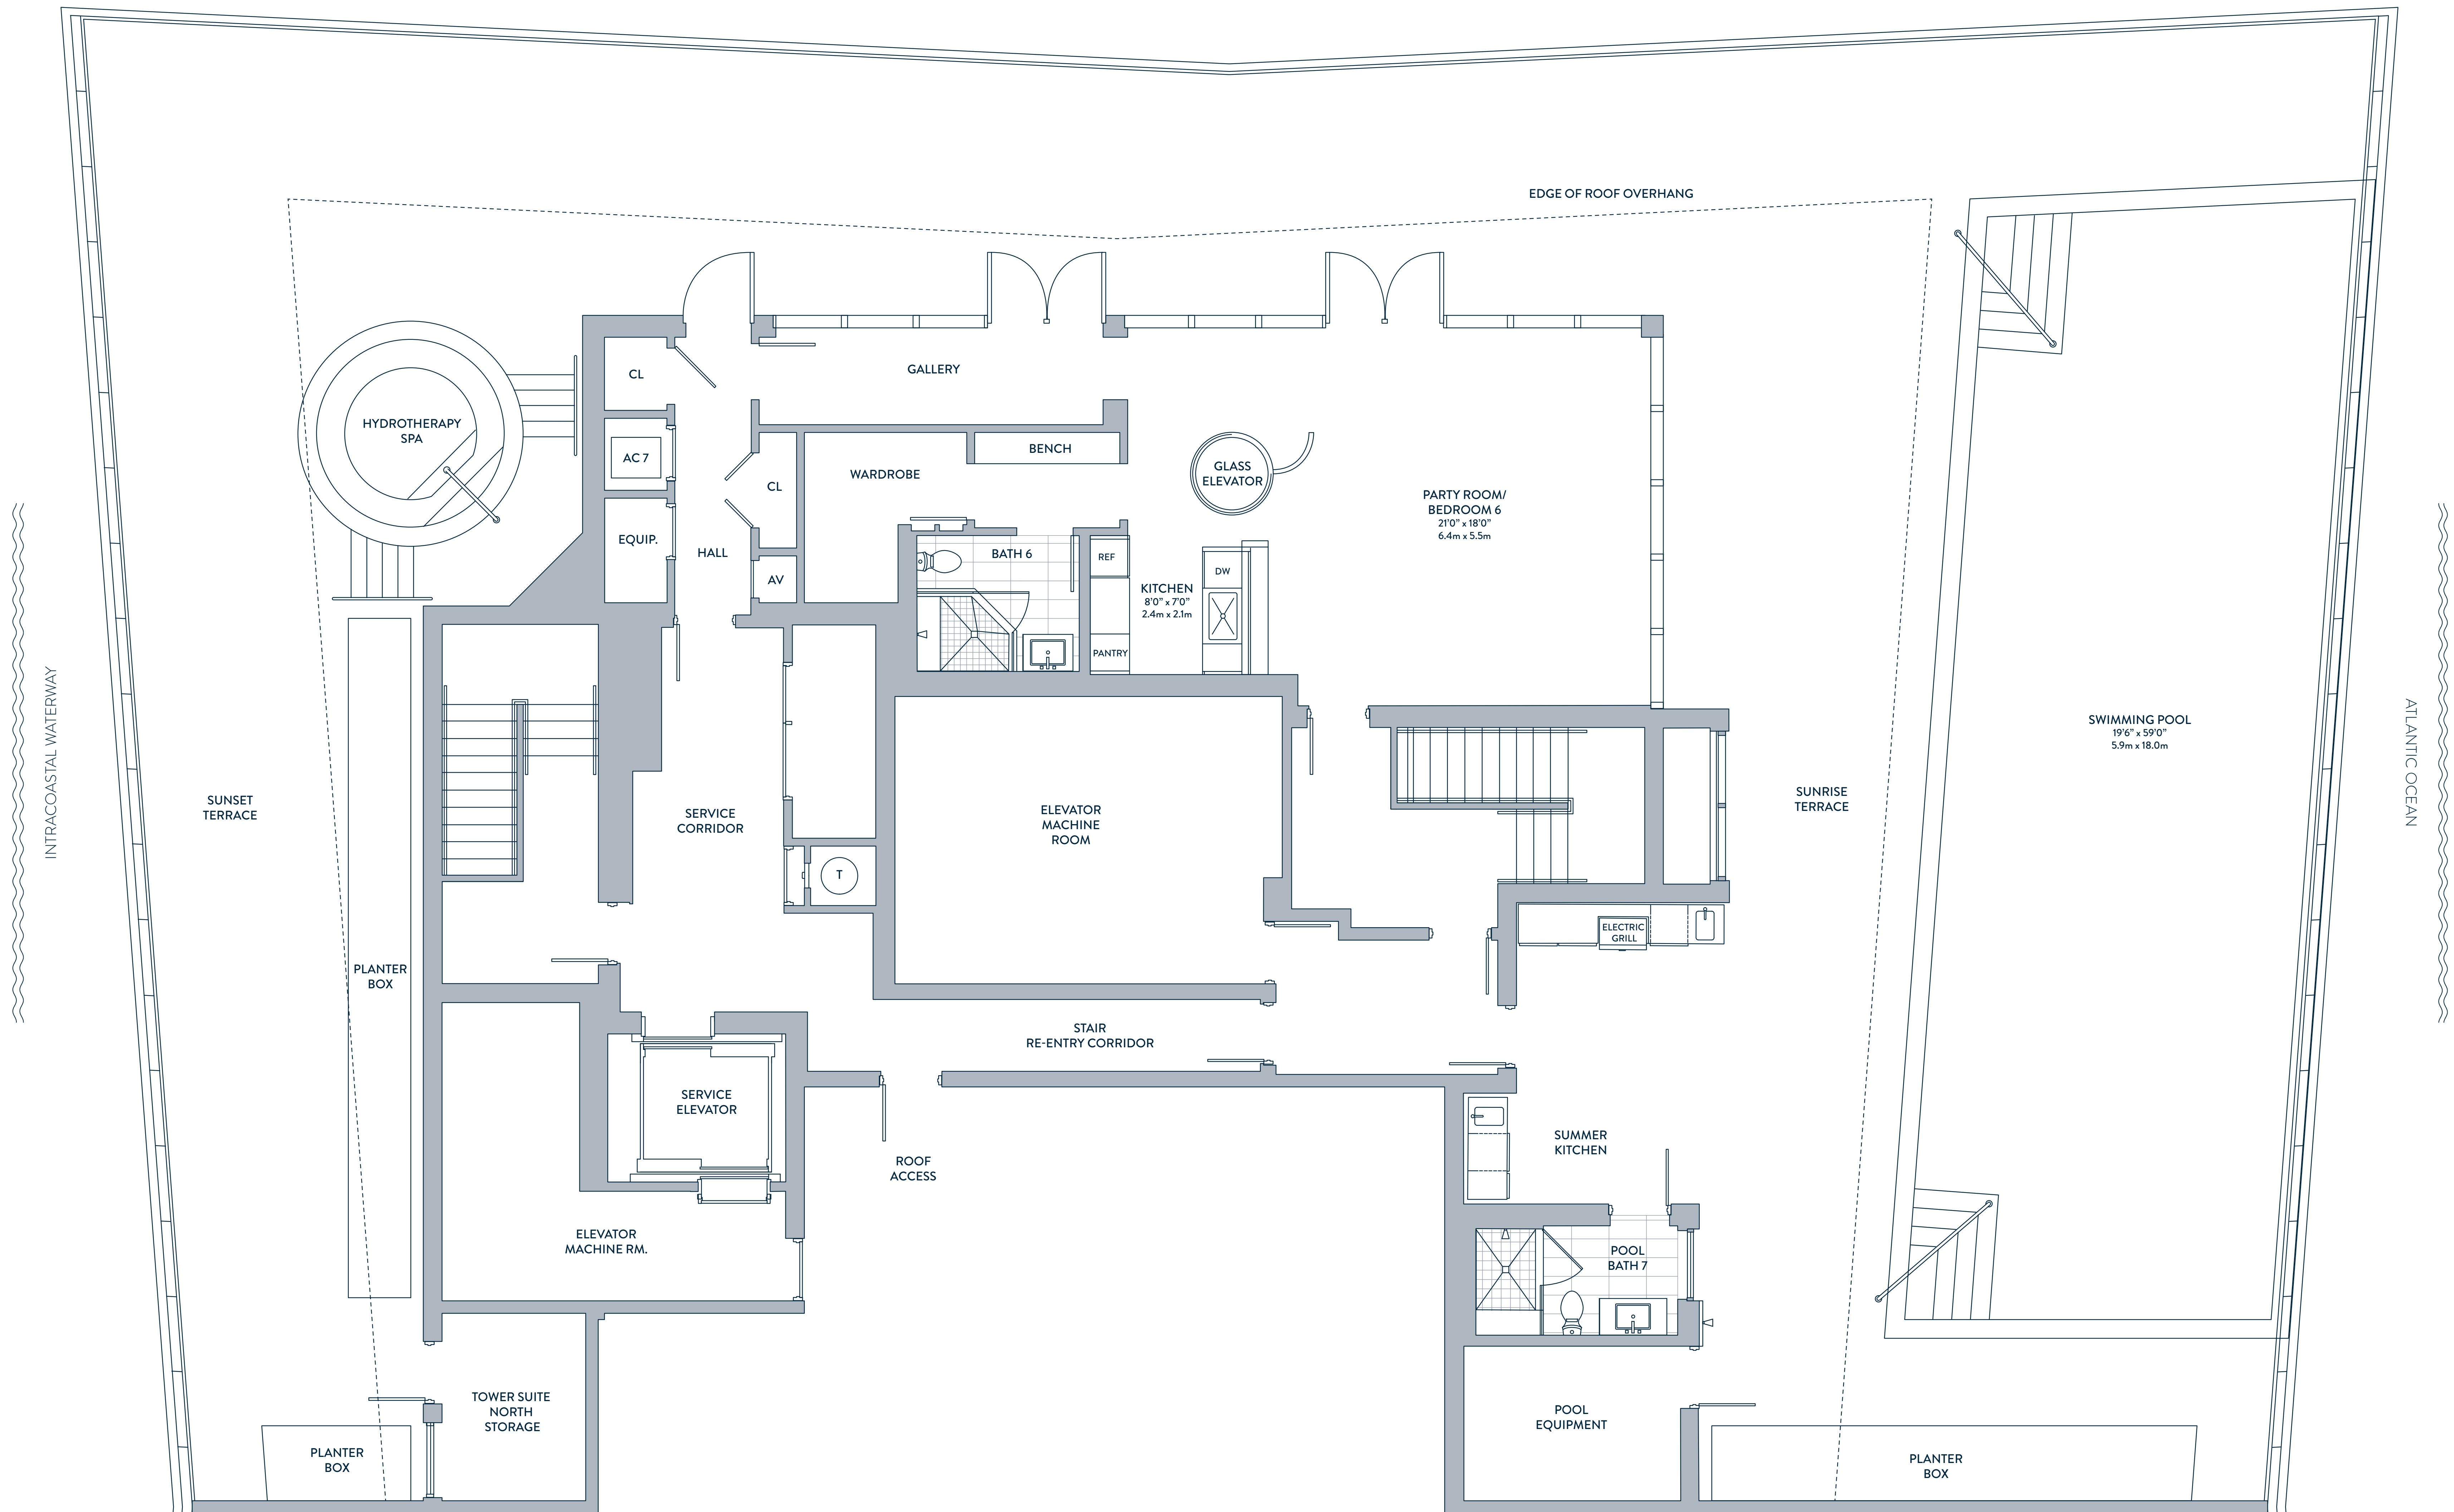 EDGE OF ROOF OVERHANG
CL
GALLERY
HYDROTHERAPY
SPA
AC 7
EQUIP.
HALL
CL
AV
WARDROBE
BENCH
BATH 6
REF
PANTRY
KITCHEN
8'0" x 7'0"
2.4m x 2.1m
DW
GLASS
ELEVATOR
PARTY ROOM/
BEDROOM 6
21'0" x 18'0"
6.4m x 5.5m
INTRACOASTAL WATERWAY
SUNSET
TERRACE
PLANTER
BOX
SERVICE
CORRIDOR
T
ELEVATOR
MACHINE
ROOM
SUNRISE
TERRACE
SWIMMING POOL
19'6" x 59'0"
5.9m x 18.0m
ATLANTIC OCEAN
ELECTRIC
GRILL
STAIR
RE-ENTRY CORRIDOR
SERVICE
ELEVATOR
ROOF
ACCESS
SUMMER
KITCHEN
ELEVATOR
MACHINE RM.
POOL
BATH 7
TOWER SUITE
NORTH
STORAGE
POOL
EQUIPMENT
PLANTER
BOX
PLANTER
BOX